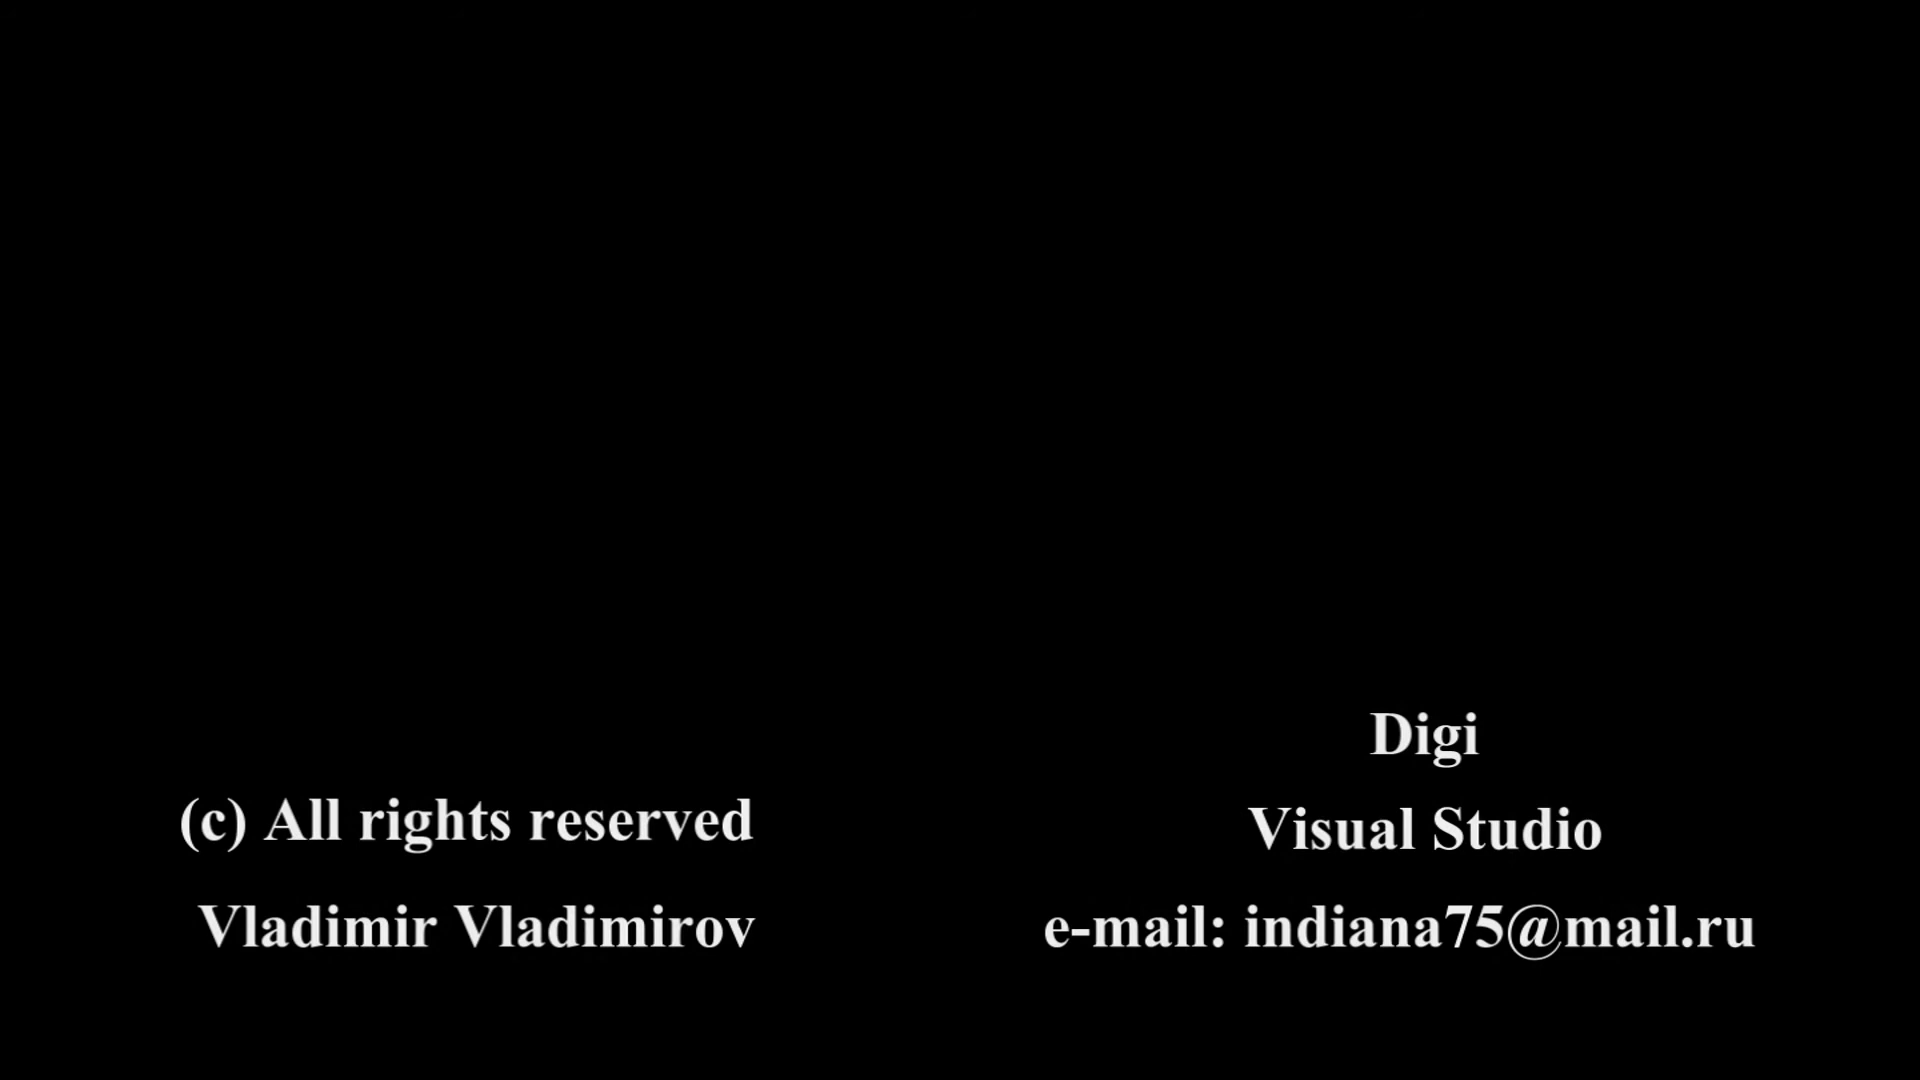 (c) All rights reserved
Vladimir Vladimirov
Digi
Visual Studio
e-mail: indiana75@mail.ru